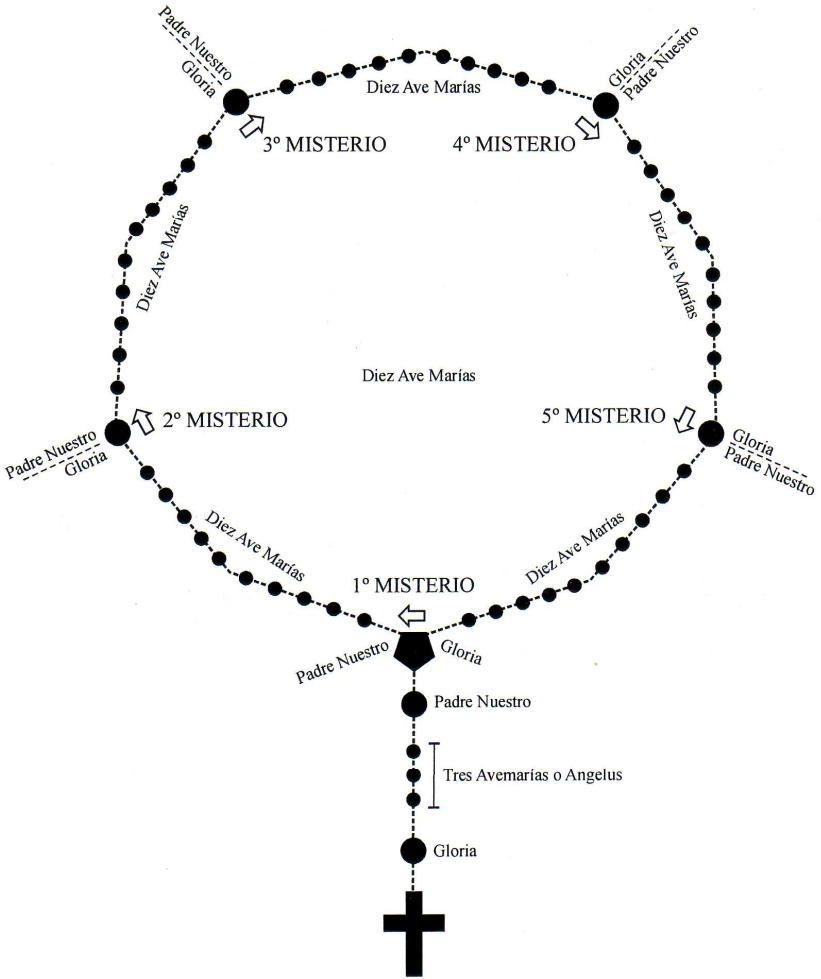 Padre Nuestro
Gloria
Gloria
Padre Nuestro
Diez Ave Marías
3º MISTERIO
4º MISTERIO
Diez Ave Marías
Diez Ave Marías
Diez Ave Marías
2º MISTERIO
5º MISTERIO
Padre Nuestro
Gloria
Gloria
Padre Nuestro
Diez Ave Marías
Diez Ave Marías
1º MISTERIO
Padre Nuestro
Gloria
Padre Nuestro
Tres Avemarías o Angelus
Gloria